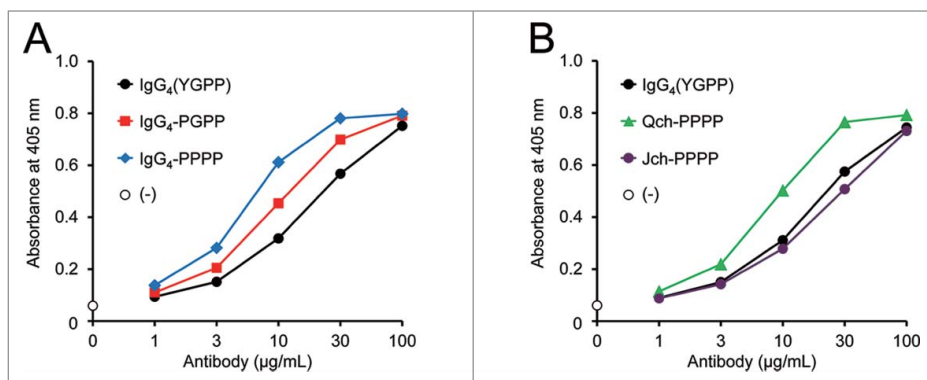 A
Absorbance at 405 nm
1.0
0.8
0.6
0.4
0.2
0
IgG₄(YGPP)
IgG₄-PGPP
IgG₄-PPPP
(-)
0 1 3 10 30 100
Antibody (µg/mL)
B
Absorbance at 405 nm
1.0
0.8
0.6
0.4
0.2
0
IgG₄(YGPP)
Qch-PPPP
Jch-PPPP
(-)
0 1 3 10 30 100
Antibody (µg/mL)